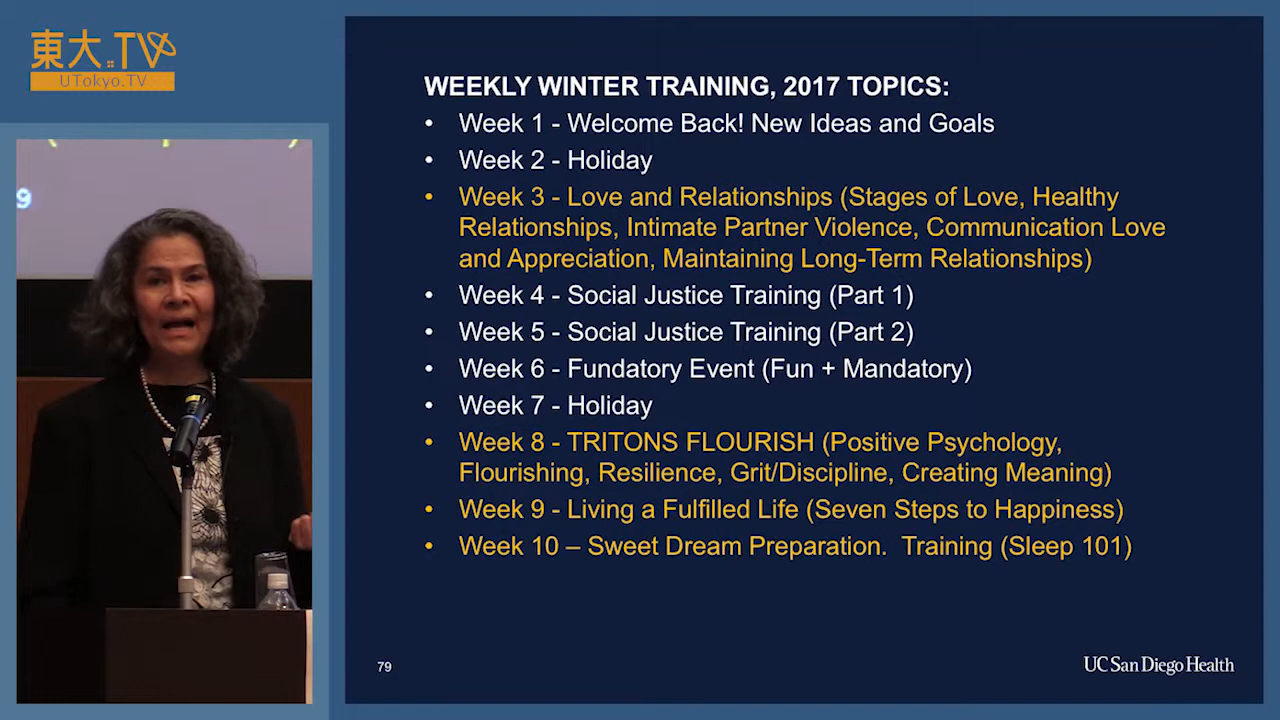 東大.TV
UTokyo.TV
9
WEEKLY WINTER TRAINING, 2017 TOPICS:
• Week 1 - Welcome Back! New Ideas and Goals
• Week 2 - Holiday
• Week 3 - Love and Relationships (Stages of Love, Healthy
Relationships, Intimate Partner Violence, Communication Love
and Appreciation, Maintaining Long-Term Relationships)
• Week 4 - Social Justice Training (Part 1)
• Week 5 - Social Justice Training (Part 2)
• Week 6 - Fundatory Event (Fun + Mandatory)
• Week 7 - Holiday
• Week 8 - TRITONS FLOURISH (Positive Psychology,
Flourishing, Resilience, Grit/Discipline, Creating Meaning)
• Week 9 - Living a Fulfilled Life (Seven Steps to Happiness)
• Week 10 – Sweet Dream Preparation.  Training (Sleep 101)
79
UC San Diego Health